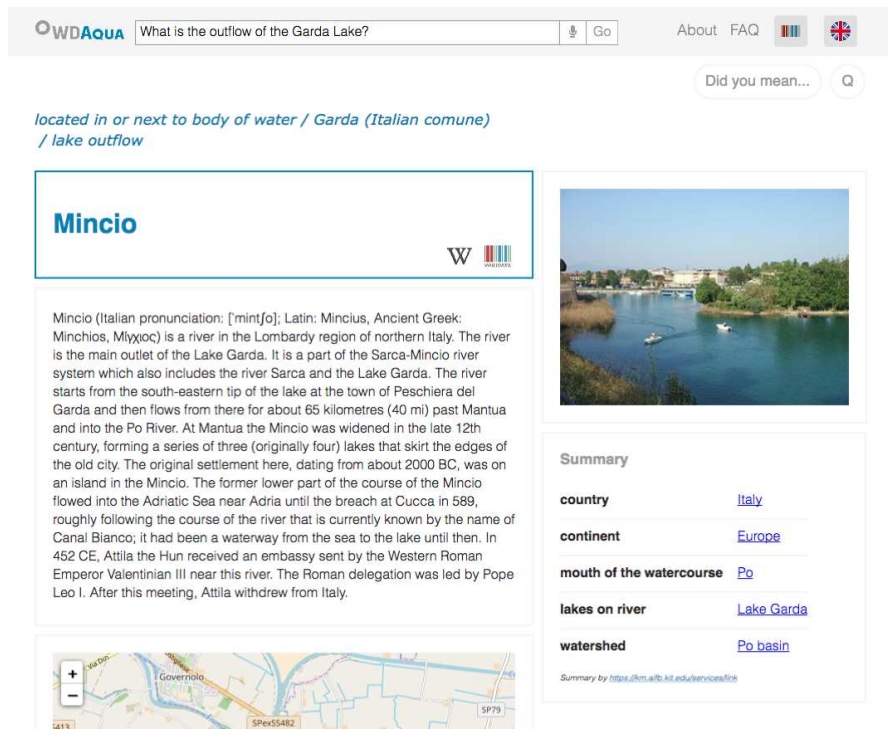 WDAqua
What is the outflow of the Garda Lake?
Go
About FAQ
Did you mean... Q
located in or next to body of water / Garda (Italian comune)
/ lake outflow
Mincio
W
WIKIDATA
Mincio (Italian pronunciation: [ˈmintʃo]; Latin: Mincius, Ancient Greek:
Minchios, Μίγχιος) is a river in the Lombardy region of northern Italy. The river
is the main outlet of the Lake Garda. It is a part of the Sarca-Mincio river
system which also includes the river Sarca and the Lake Garda. The river
starts from the south-eastern tip of the lake at the town of Peschiera del
Garda and then flows from there for about 65 kilometres (40 mi) past Mantua
and into the Po River. At Mantua the Mincio was widened in the late 12th
century, forming a series of three (originally four) lakes that skirt the edges of
the old city. The original settlement here, dating from about 2000 BC, was on
an island in the Mincio. The former lower part of the course of the Mincio
flowed into the Adriatic Sea near Adria until the breach at Cucca in 589,
roughly following the course of the river that is currently known by the name of
Canal Bianco; it had been a waterway from the sea to the lake until then. In
452 CE, Attila the Hun received an embassy sent by the Western Roman
Emperor Valentinian III near this river. The Roman delegation was led by Pope
Leo I. After this meeting, Attila withdrew from Italy.
Summary
country Italy
continent Europe
mouth of the watercourse Po
lakes on river Lake Garda
watershed Po basin
Summary by https://km.aifb.kit.edu/services/link
+
−
Via Din
Governolo
SPexSS482
SP79
413